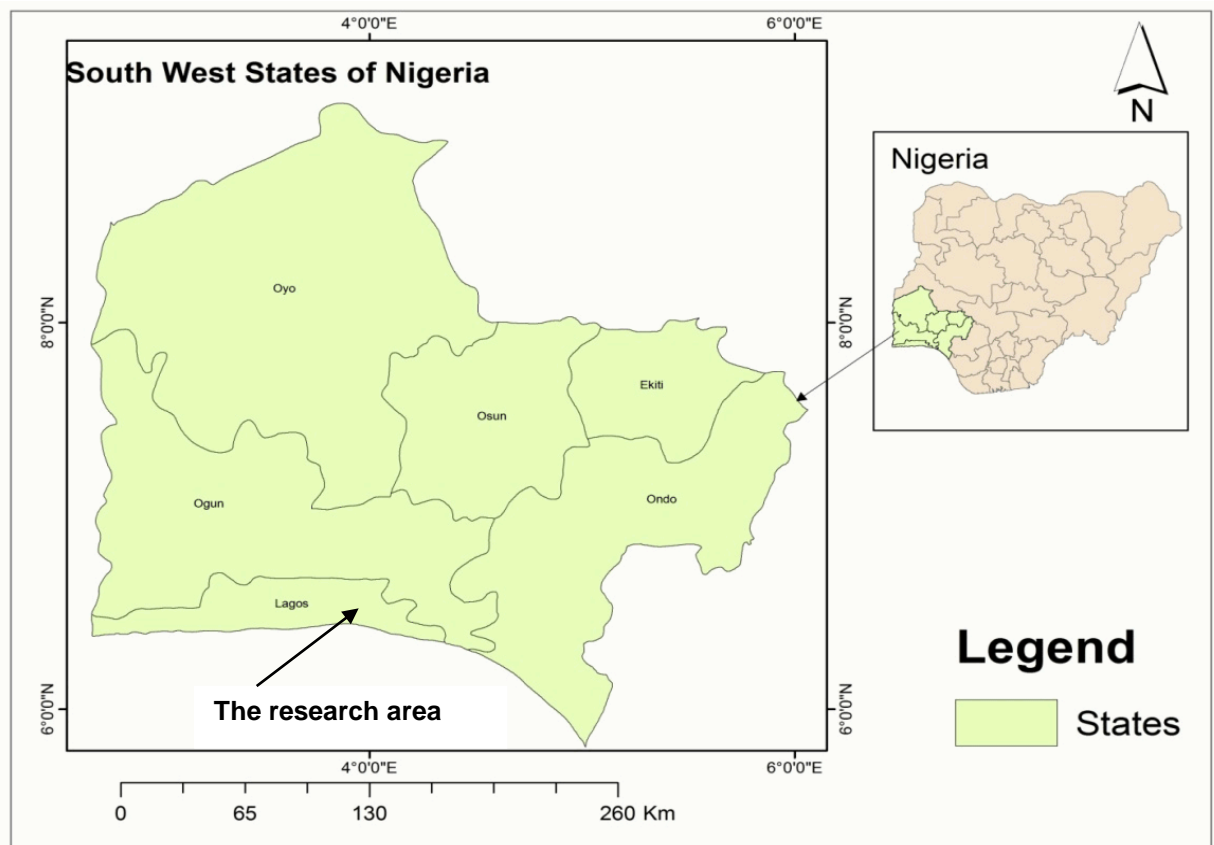 4°0'0"E
6°0'0"E
South West States of Nigeria
N
Nigeria
Oyo
8°0'0"N
8°0'0"N
Ekiti
Osun
Ogun
Ondo
Lagos
Legend
The research area
6°0'0"N
6°0'0"N
States
4°0'0"E
6°0'0"E
0 65 130 260 Km